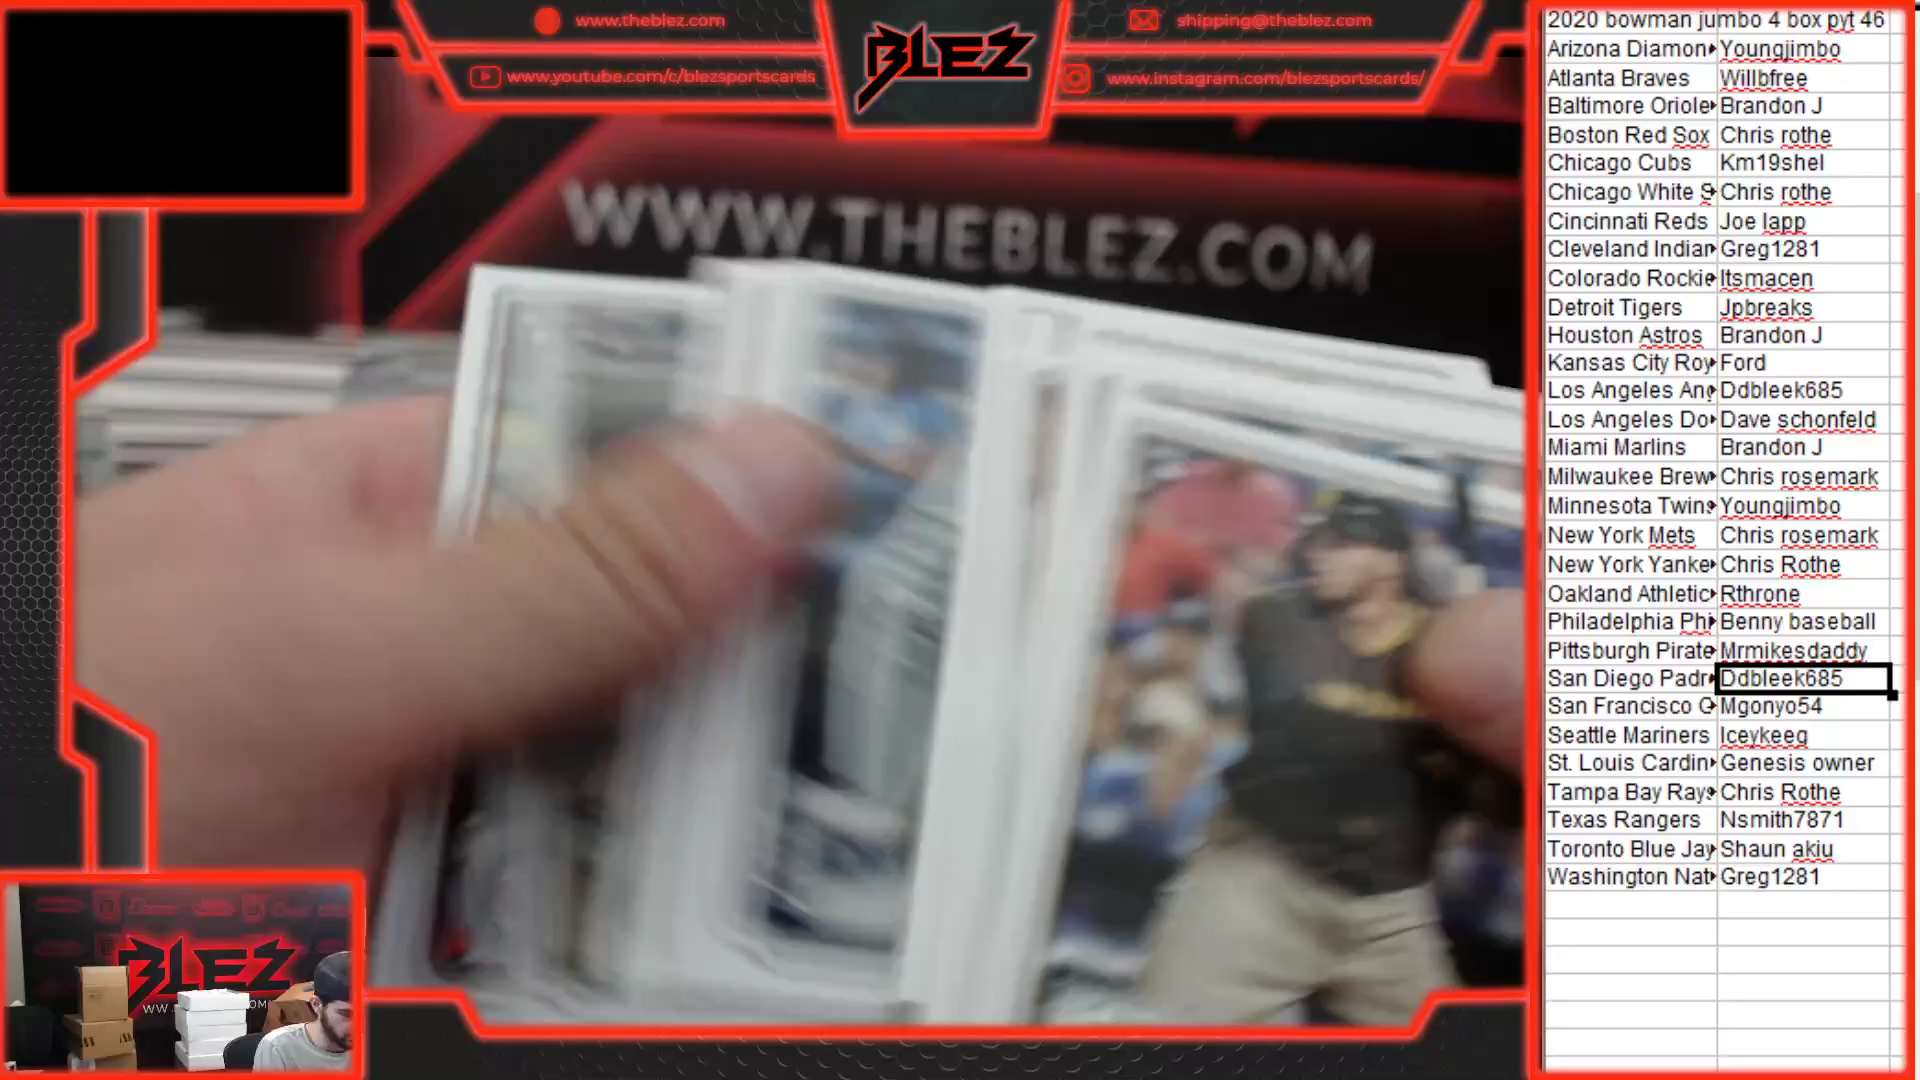 www.theblez.com
www.youtube.com/c/blezsportscards
BLEZ
shipping@theblez.com
www.instagram.com/blezsportscards/
WWW.THEBLEZ.COM
2020 bowman jumbo 4 box pyt 46
Arizona Diamon Youngjimbo
Atlanta Braves Willbfree
Baltimore Oriole Brandon J
Boston Red Sox Chris rothe
Chicago Cubs Km19shel
Chicago White S Chris rothe
Cincinnati Reds Joe lapp
Cleveland Indian Greg1281
Colorado Rockie Itsmacen
Detroit Tigers Jpbreaks
Houston Astros Brandon J
Kansas City Roy Ford
Los Angeles Ang Ddbleek685
Los Angeles Do Dave schonfeld
Miami Marlins Brandon J
Milwaukee Brew Chris rosemark
Minnesota Twins Youngjimbo
New York Mets Chris rosemark
New York Yanke Chris Rothe
Oakland Athletic Rthrone
Philadelphia Phi Benny baseball
Pittsburgh Pirate Mrmikesdaddy
San Diego Padr Ddbleek685
San Francisco G Mgonyo54
Seattle Mariners Iceykeeg
St. Louis Cardin Genesis owner
Tampa Bay Rays Chris Rothe
Texas Rangers Nsmith7871
Toronto Blue Jay Shaun akiu
Washington Nat Greg1281
BLEZ